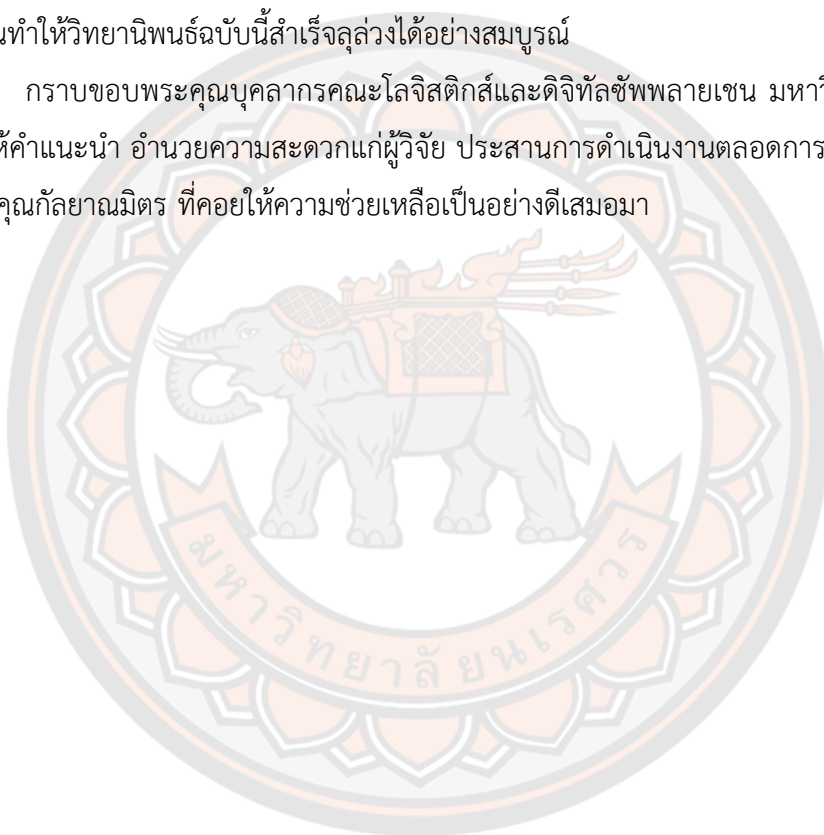 นทำให้วิทยานิพนธ์ฉบับนี้สำเร็จลุล่วงได้อย่างสมบูรณ์
กราบขอบพระคุณบุคลากรคณะโลจิสติกส์และดิจิทัลซัพพลายเชน มหาวิ
ห้คำแนะนำ อำนวยความสะดวกแก่ผู้วิจัย ประสานการดำเนินงานตลอดการ
คุณกัลยาณมิตร ที่คอยให้ความช่วยเหลือเป็นอย่างดีเสมอมา
มหาวิทยาลัยนเรศวร